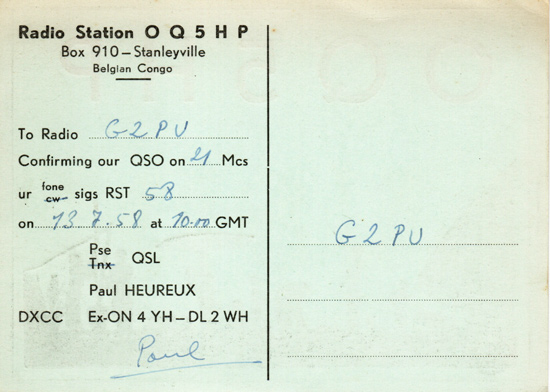 Radio Station OQ5HP
Box 910 – Stanleyville
Belgian Congo
To Radio G2PU
Confirming our QSO on 21 Mcs
ur fone cw sigs RST 58
on 13.7.58 at 10.00 GMT
Pse
Tnx QSL
Paul HEUREUX
DXCC Ex-ON 4 YH – DL 2 WH
Paul
G2PU